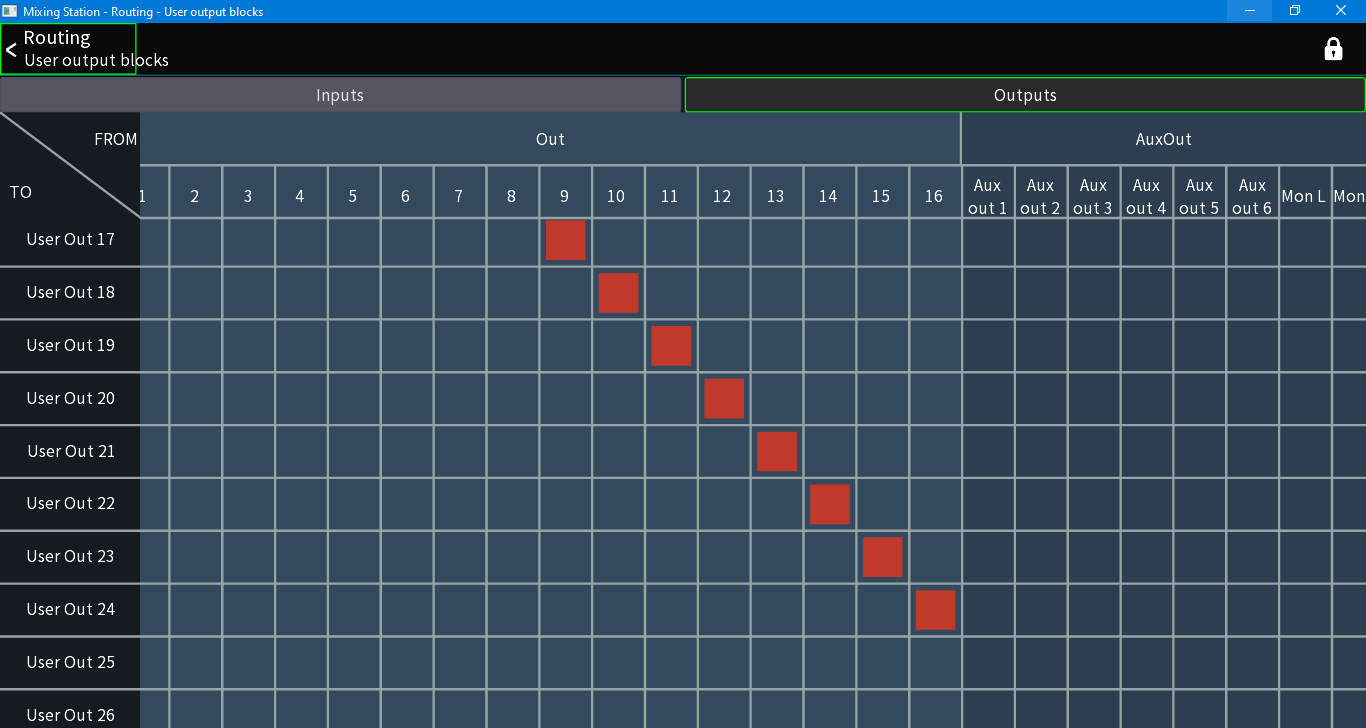 Mixing Station - Routing - User output blocks
Routing
User output blocks
Inputs
Outputs
FROM
Out
AuxOut
TO
1 2 3 4 5 6 7 8 9 10 11 12 13 14 15 16
Aux out 1
Aux out 2
Aux out 3
Aux out 4
Aux out 5
Aux out 6
Mon L
Mon
User Out 17
User Out 18
User Out 19
User Out 20
User Out 21
User Out 22
User Out 23
User Out 24
User Out 25
User Out 26